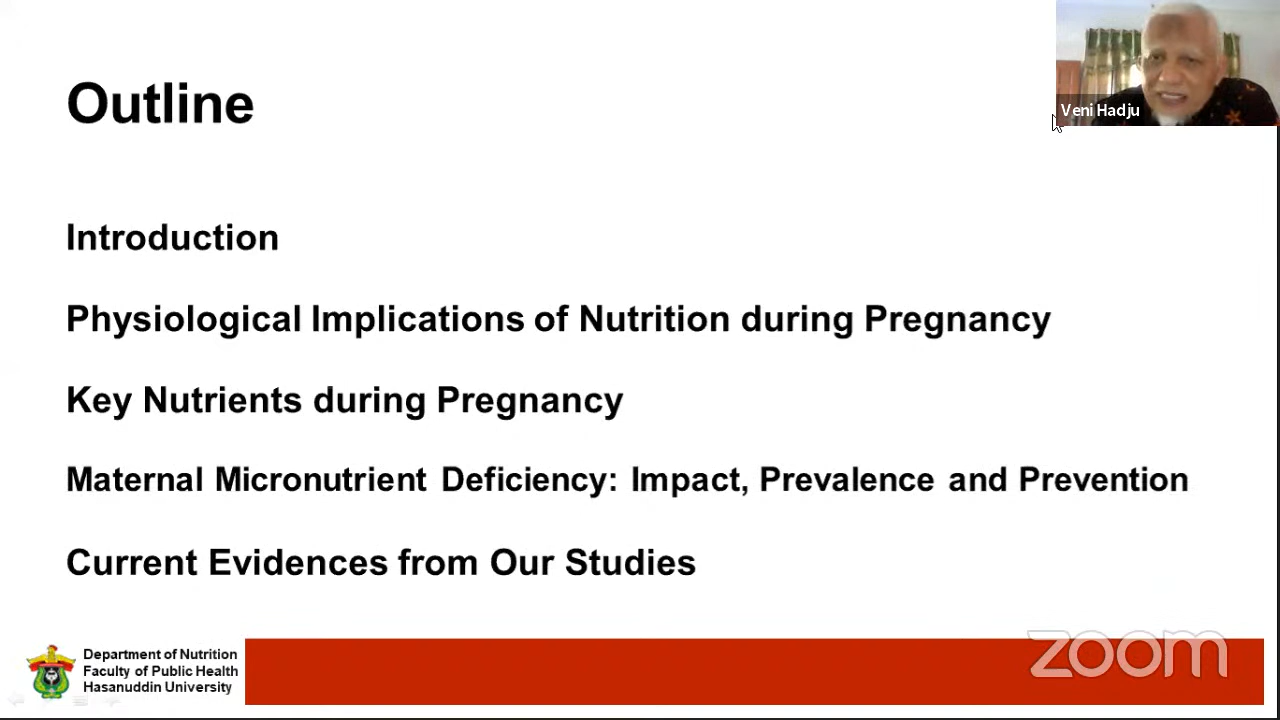 Outline
Veni Hadju
Introduction
Physiological Implications of Nutrition during Pregnancy
Key Nutrients during Pregnancy
Maternal Micronutrient Deficiency: Impact, Prevalence and Prevention
Current Evidences from Our Studies
Department of Nutrition
Faculty of Public Health
Hasanuddin University
zoom